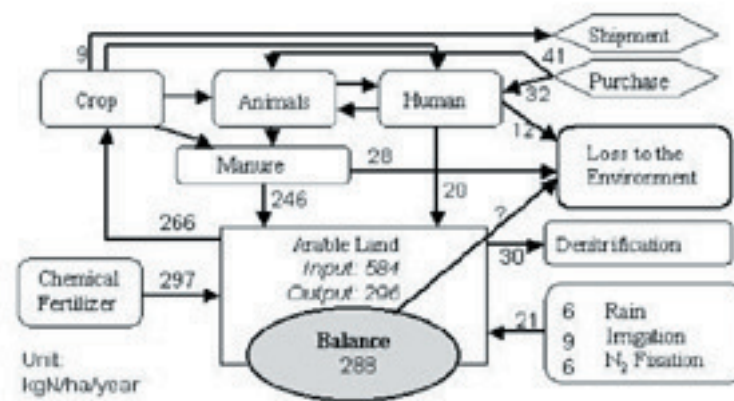 9
Shipment
41
Purchase
Crop
Animals
Human
32
12
Manure
28
Loss to the
Environment
246
20
?
266
Arable Land
Input: 584
Output: 296
30
Denitrification
Chemical
Fertilizer
297
21
6 Rain
9 Irrigation
6 N₂ Fixation
Balance
288
Unit:
kgN/ha/year